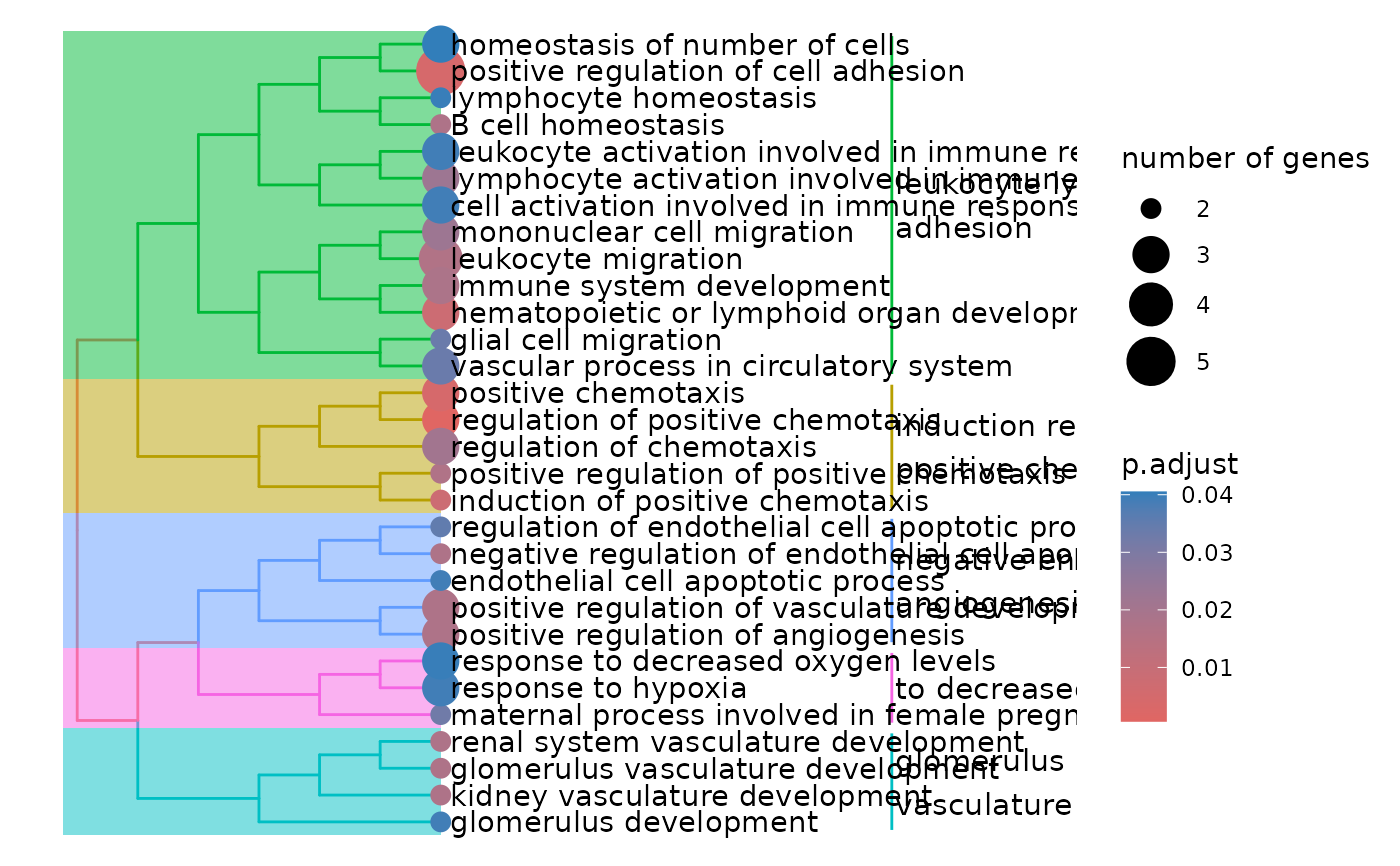 homeostasis of number of cells
positive regulation of cell adhesion
lymphocyte homeostasis
B cell homeostasis
leukocyte activation involved in immune re
lymphocyte activation involved in immune
cell activation involved in immune respons
mononuclear cell migration
leukocyte migration
immune system development
hematopoietic or lymphoid organ develop
glial cell migration
vascular process in circulatory system
positive chemotaxis
regulation of positive chemotaxis
regulation of chemotaxis
positive regulation of positive chemotaxis
induction of positive chemotaxis
regulation of endothelial cell apoptotic pro
negative regulation of endothelial cell apo
endothelial cell apoptotic process
positive regulation of vasculature develop
positive regulation of angiogenesis
response to decreased oxygen levels
response to hypoxia
maternal process involved in female preg
renal system vasculature development
glomerulus vasculature development
kidney vasculature development
glomerulus development
leukocyte ly
adhesion
induction re
positive che
negative en
angiogenesi
to decrease
glomerulus
vasculature
number of genes
2
3
4
5
p.adjust
0.04
0.03
0.02
0.01